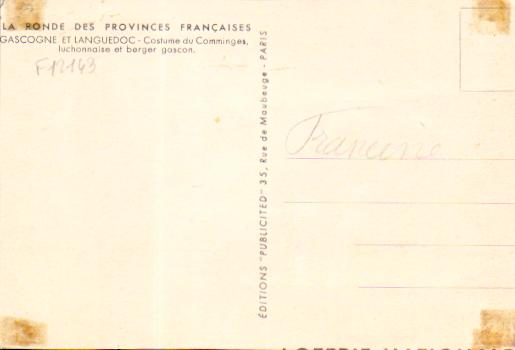 LA RONDE DES PROVINCES FRANÇAISES
GASCOGNE ET LANGUEDOC - Costume du Comminges,
luchonnaise et berger gascon.
F12143
ÉDITIONS "PUBLICITED" 35, Rue de Maubeuge - PARIS
Francine